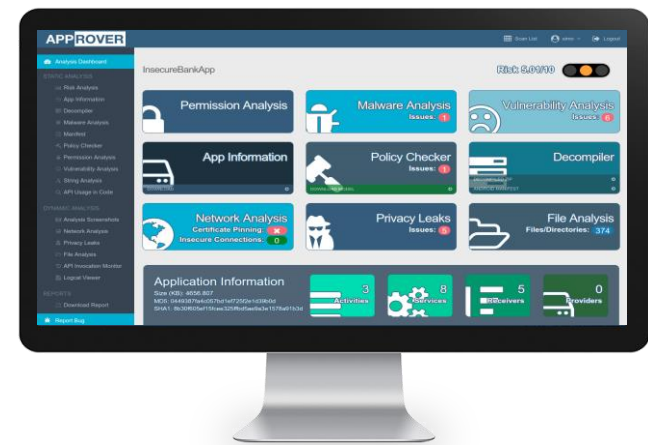 APPROVER
Scan List
Logout
Analysis Dashboard
STATIC ANALYSIS
Risk Analysis
App Information
Decompiler
Malware Analysis
Manifest
Policy Checker
Permission Analysis
Vulnerability Analysis
String Analysis
API Usage in Code
DYNAMIC ANALYSIS
Analysis Screenshots
Network Analysis
Privacy Leaks
File Analysis
API Invocation Monitor
Logcat Viewer
REPORTS
Download Report
Report Bug
InsecureBankApp
Risk: 5.01/10
Permission Analysis
Malware Analysis
Issues: 1
Vulnerability Analysis
Issues: 6
App Information
DOWNLOAD
Policy Checker
Issues: 1
Decompiler
Network Analysis
Certificate Pinning:
Insecure Connections: 0
Privacy Leaks
Issues: 5
File Analysis
Files/Directories: 374
Application Information
Size (KB): 4656.807
3
Activities
8
Services
5
Receivers
0
Providers